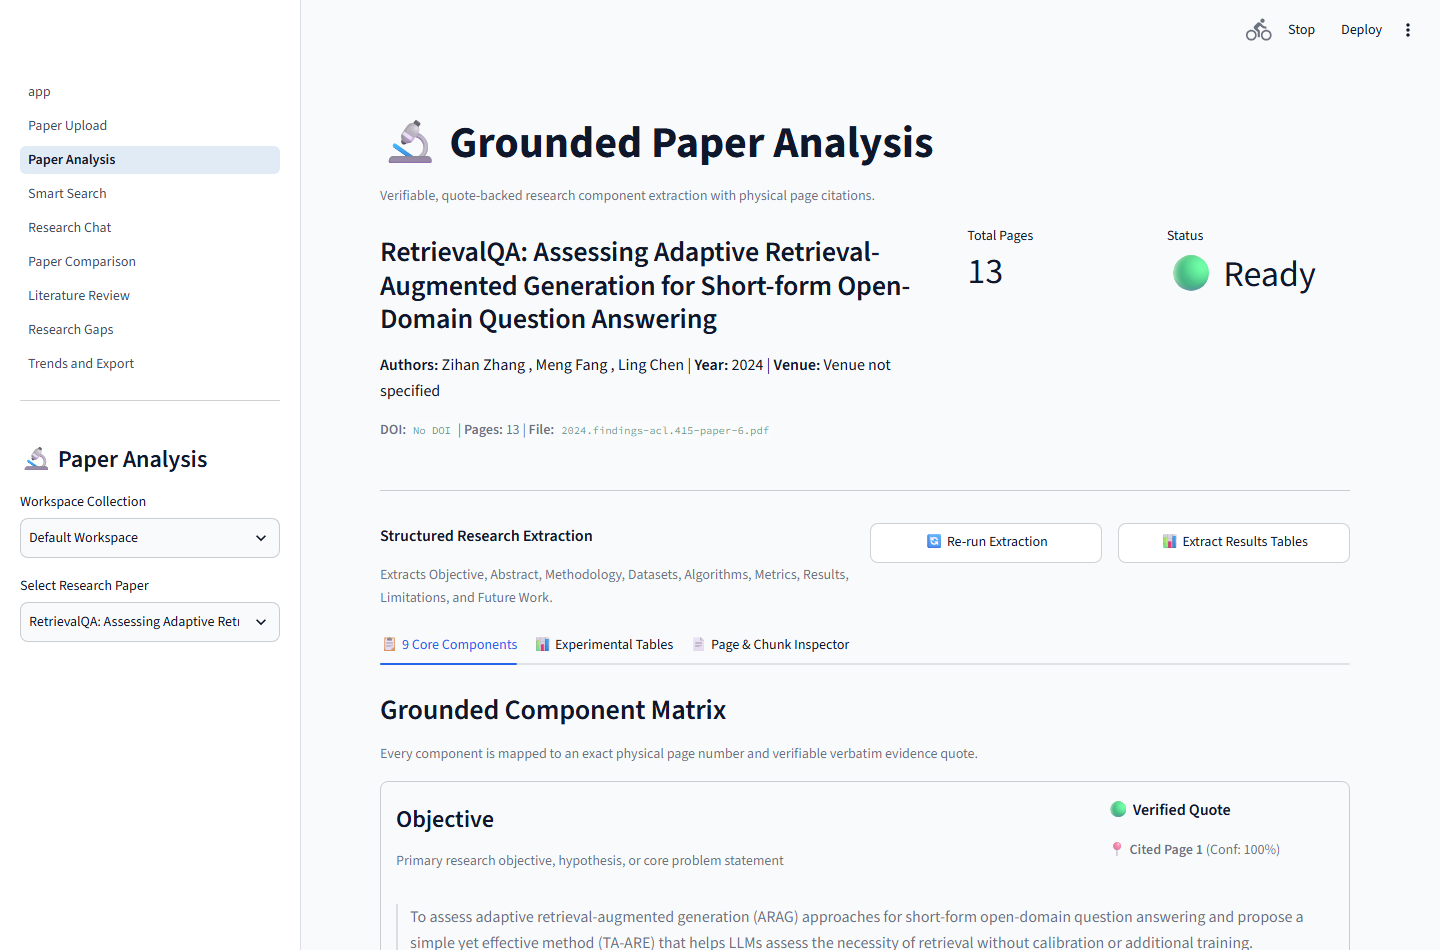 Stop
Deploy
app
Paper Upload
Paper Analysis
Smart Search
Research Chat
Paper Comparison
Literature Review
Research Gaps
Trends and Export
Paper Analysis
Workspace Collection
Default Workspace
Select Research Paper
RetrievalQA: Assessing Adaptive Retr
Grounded Paper Analysis
Verifiable, quote-backed research component extraction with physical page citations.
RetrievalQA: Assessing Adaptive Retrieval-
Augmented Generation for Short-form Open-
Domain Question Answering
Total Pages
13
Status
Ready
Authors: Zihan Zhang , Meng Fang , Ling Chen | Year: 2024 | Venue: Venue not
specified
DOI: No DOI | Pages: 13 | File: 2024.findings-acl.415-paper-6.pdf
Structured Research Extraction
Extracts Objective, Abstract, Methodology, Datasets, Algorithms, Metrics, Results,
Limitations, and Future Work.
Re-run Extraction
Extract Results Tables
9 Core Components
Experimental Tables
Page & Chunk Inspector
Grounded Component Matrix
Every component is mapped to an exact physical page number and verifiable verbatim evidence quote.
Objective
Primary research objective, hypothesis, or core problem statement
Verified Quote
Cited Page 1 (Conf: 100%)
To assess adaptive retrieval-augmented generation (ARAG) approaches for short-form open-domain question answering and propose a
simple yet effective method (TA-ARE) that helps LLMs assess the necessity of retrieval without calibration or additional training.